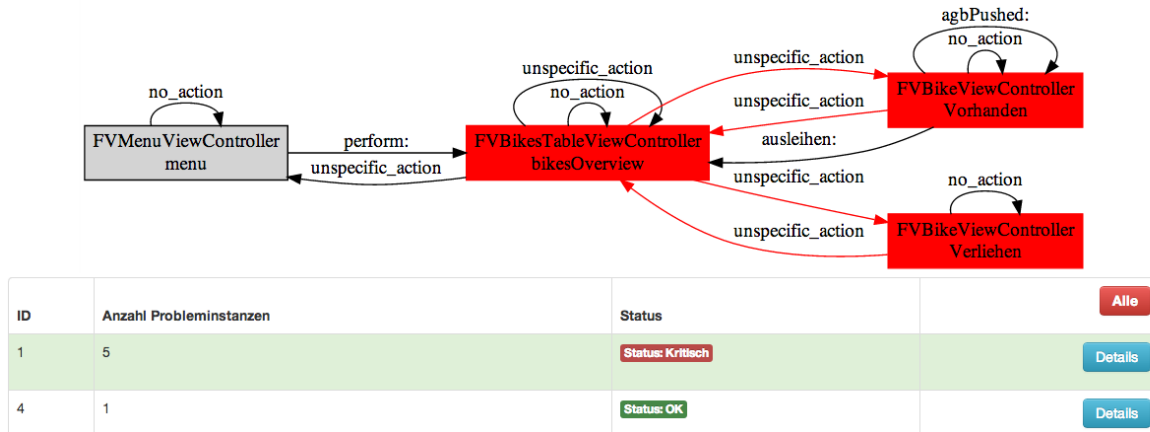 agbPushed:
no_action
unspecific_action
unspecific_action
no_action
no_action
FVBikeViewController
Vorhanden
unspecific_action
FVMenuViewController
menu
perform:
FVBikesTableViewController
bikesOverview
ausleihen:
unspecific_action
unspecific_action
no_action
unspecific_action
FVBikeViewController
Verliehen
ID Anzahl Probleminstanzen Status Alle
1 5 Status: Kritisch Details
4 1 Status: OK Details